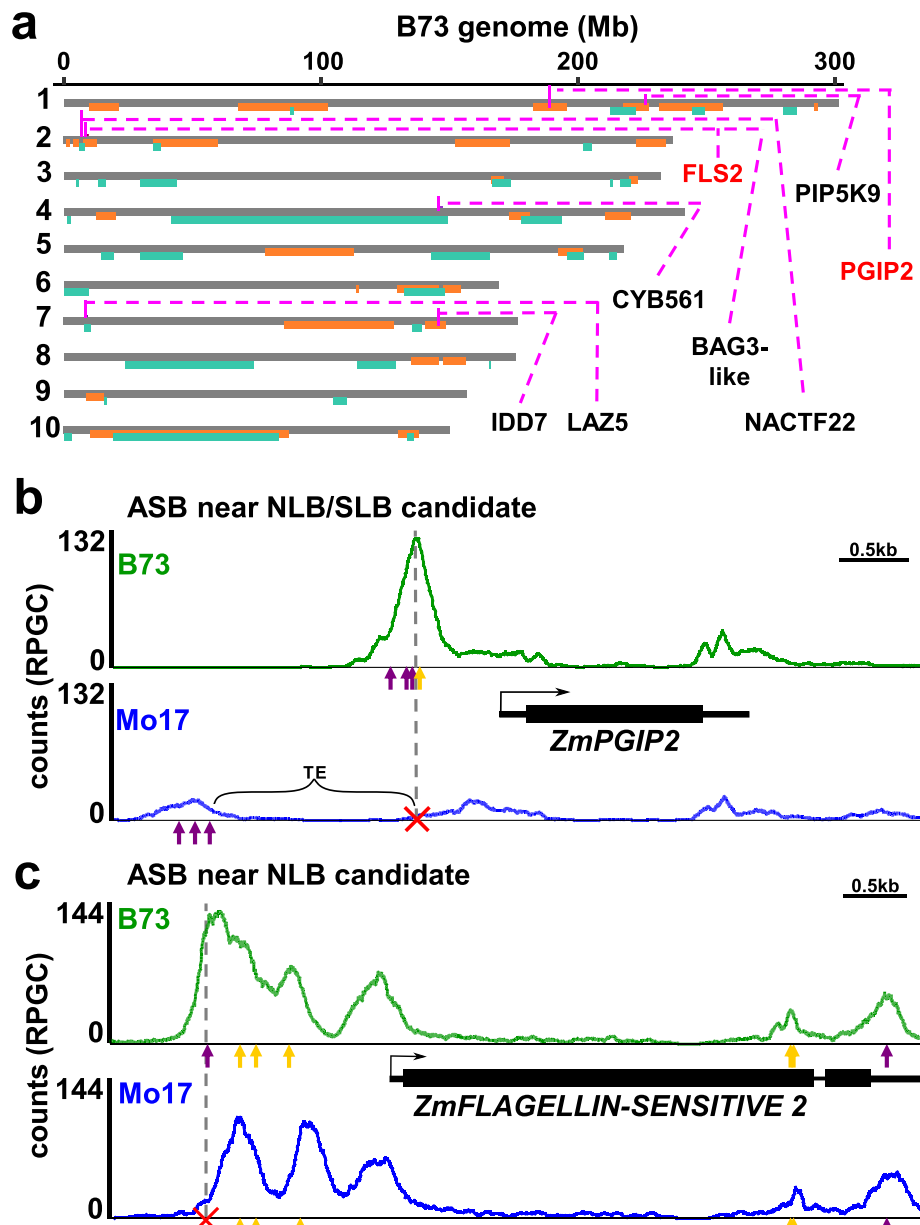 a
B73 genome (Mb)
0 100 200 300
1
2
3
4
5
6
7
8
9
10
FLS2
PIP5K9
PGIP2
CYB561
BAG3-
like
IDD7
LAZ5
NACTF22
b
ASB near NLB/SLB candidate
132
B73
0.5kb
0
counts (RPGC)
132
Mo17
ZmPGIP2
TE
0
c
ASB near NLB candidate
144
B73
0.5kb
0
counts (RPGC)
144
Mo17
ZmFLAGELLIN-SENSITIVE 2
0